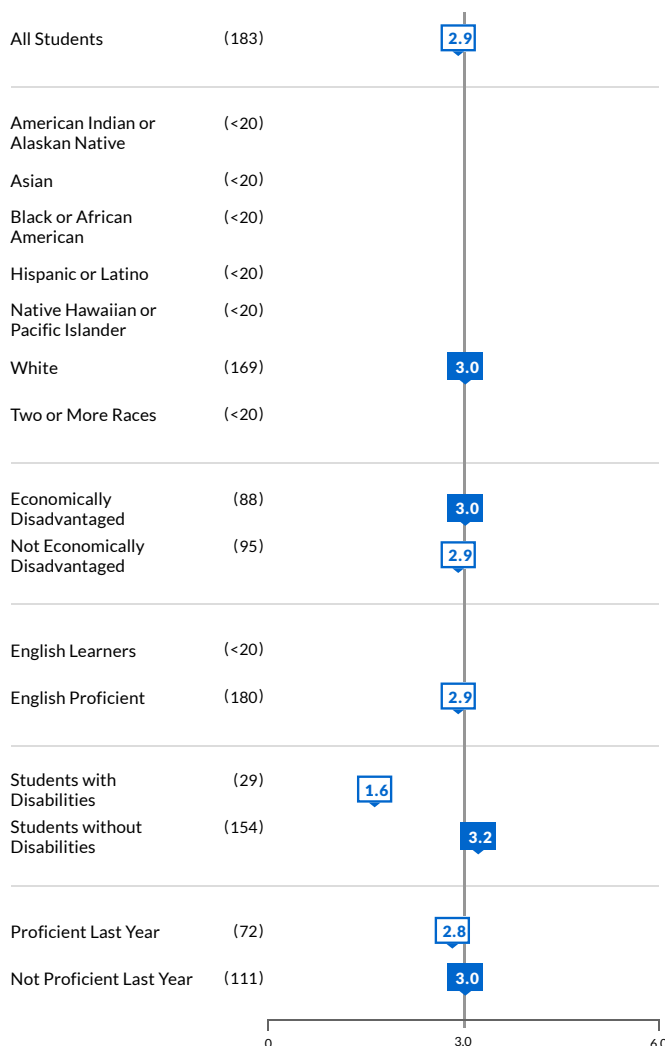 All Students (183) 2.9
American Indian or (<20)
Alaskan Native
Asian (<20)
Black or African (<20)
American
Hispanic or Latino (<20)
Native Hawaiian or (<20)
Pacific Islander
White (169) 3.0
Two or More Races (<20)
Economically (88) 3.0
Disadvantaged
Not Economically (95) 2.9
Disadvantaged
English Learners (<20)
English Proficient (180) 2.9
Students with (29) 1.6
Disabilities
Students without (154) 3.2
Disabilities
Proficient Last Year (72) 2.8
Not Proficient Last Year (111) 3.0
0 3.0 6.0